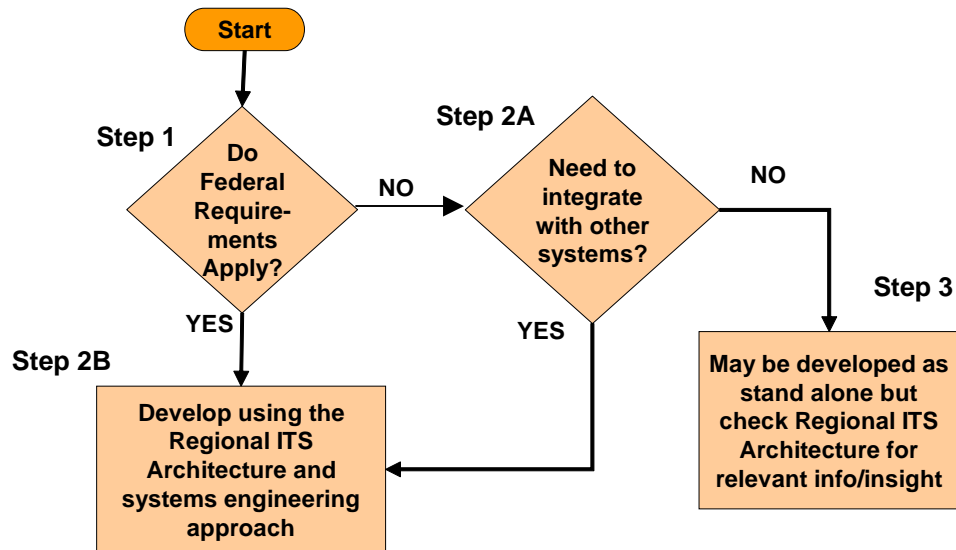 Start
Step 1
Do
Federal
Require-
ments
Apply?
NO
YES
Step 2A
Need to
integrate
with other
systems?
NO
YES
Step 2B
Develop using the
Regional ITS
Architecture and
systems engineering
approach
Step 3
May be developed as
stand alone but
check Regional ITS
Architecture for
relevant info/insight